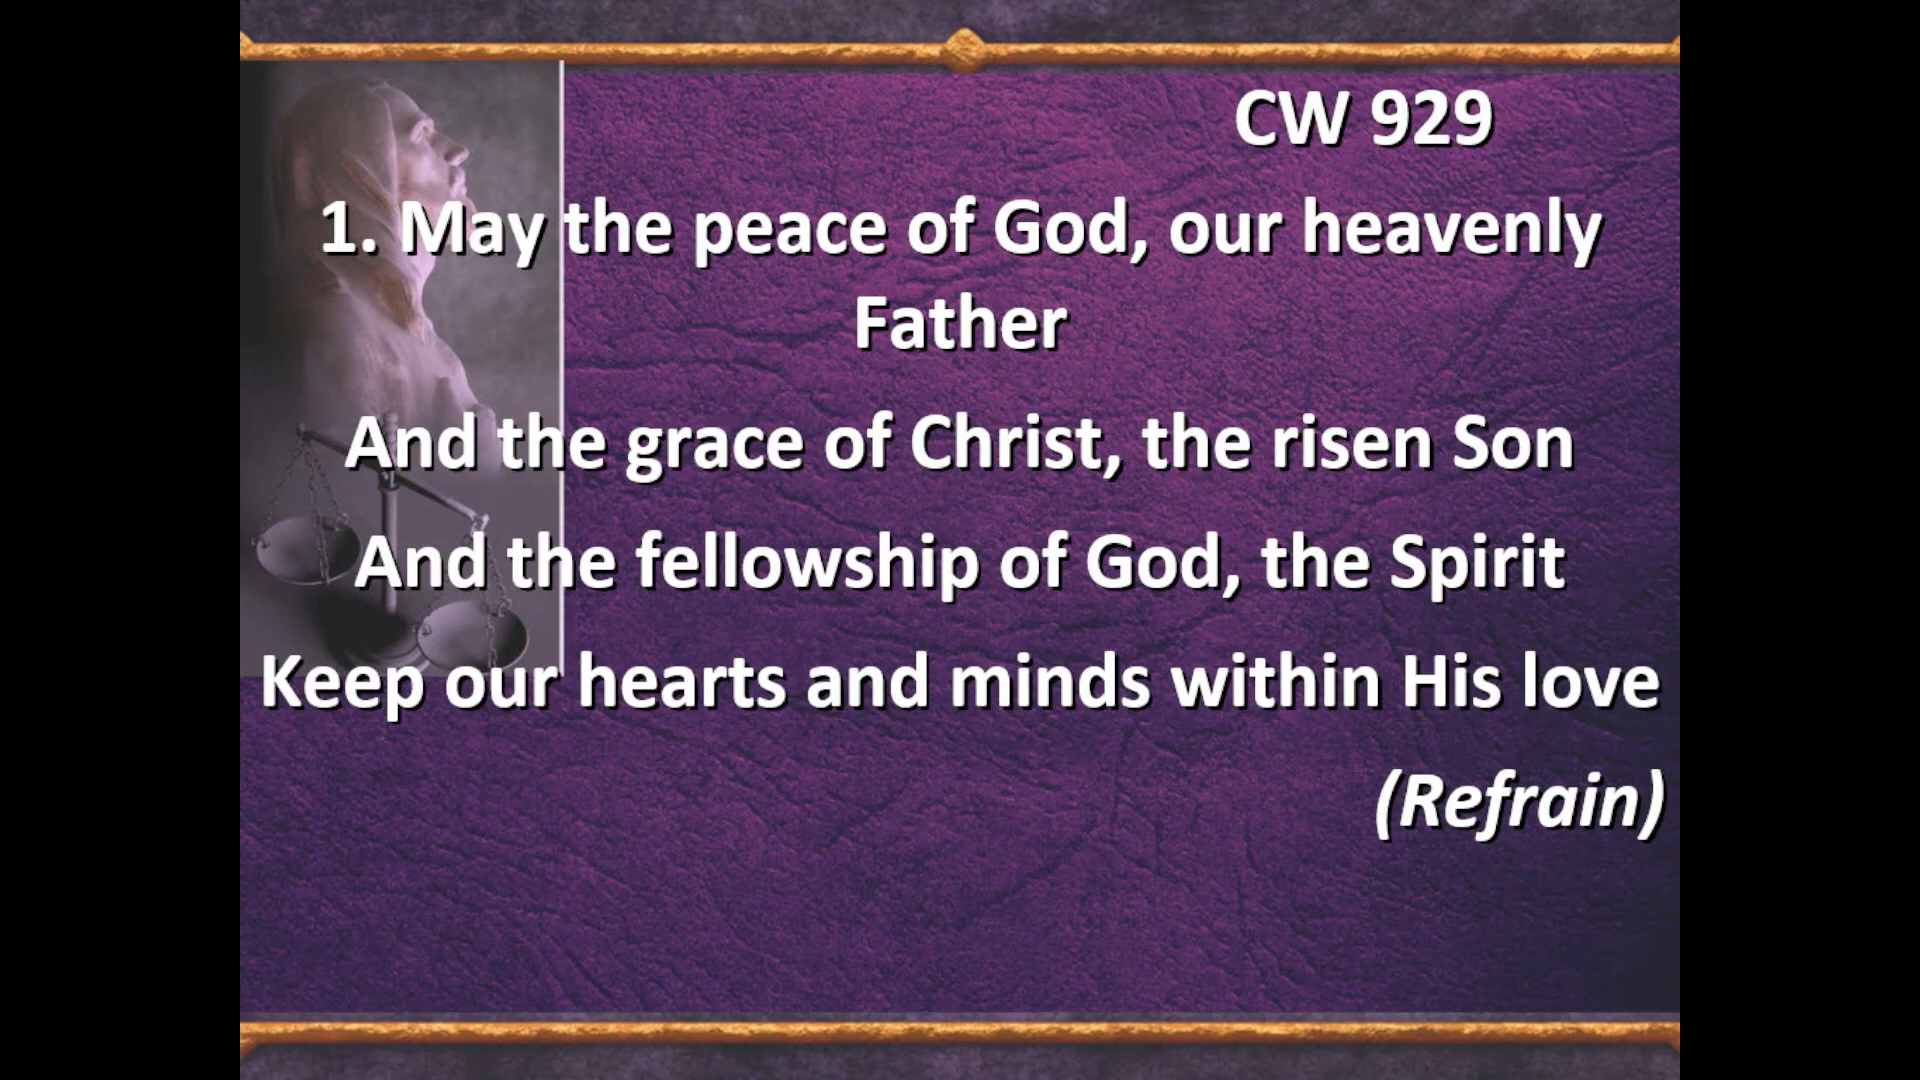 CW 929
1. May the peace of God, our heavenly
Father
And the grace of Christ, the risen Son
And the fellowship of God, the Spirit
Keep our hearts and minds within His love
(Refrain)